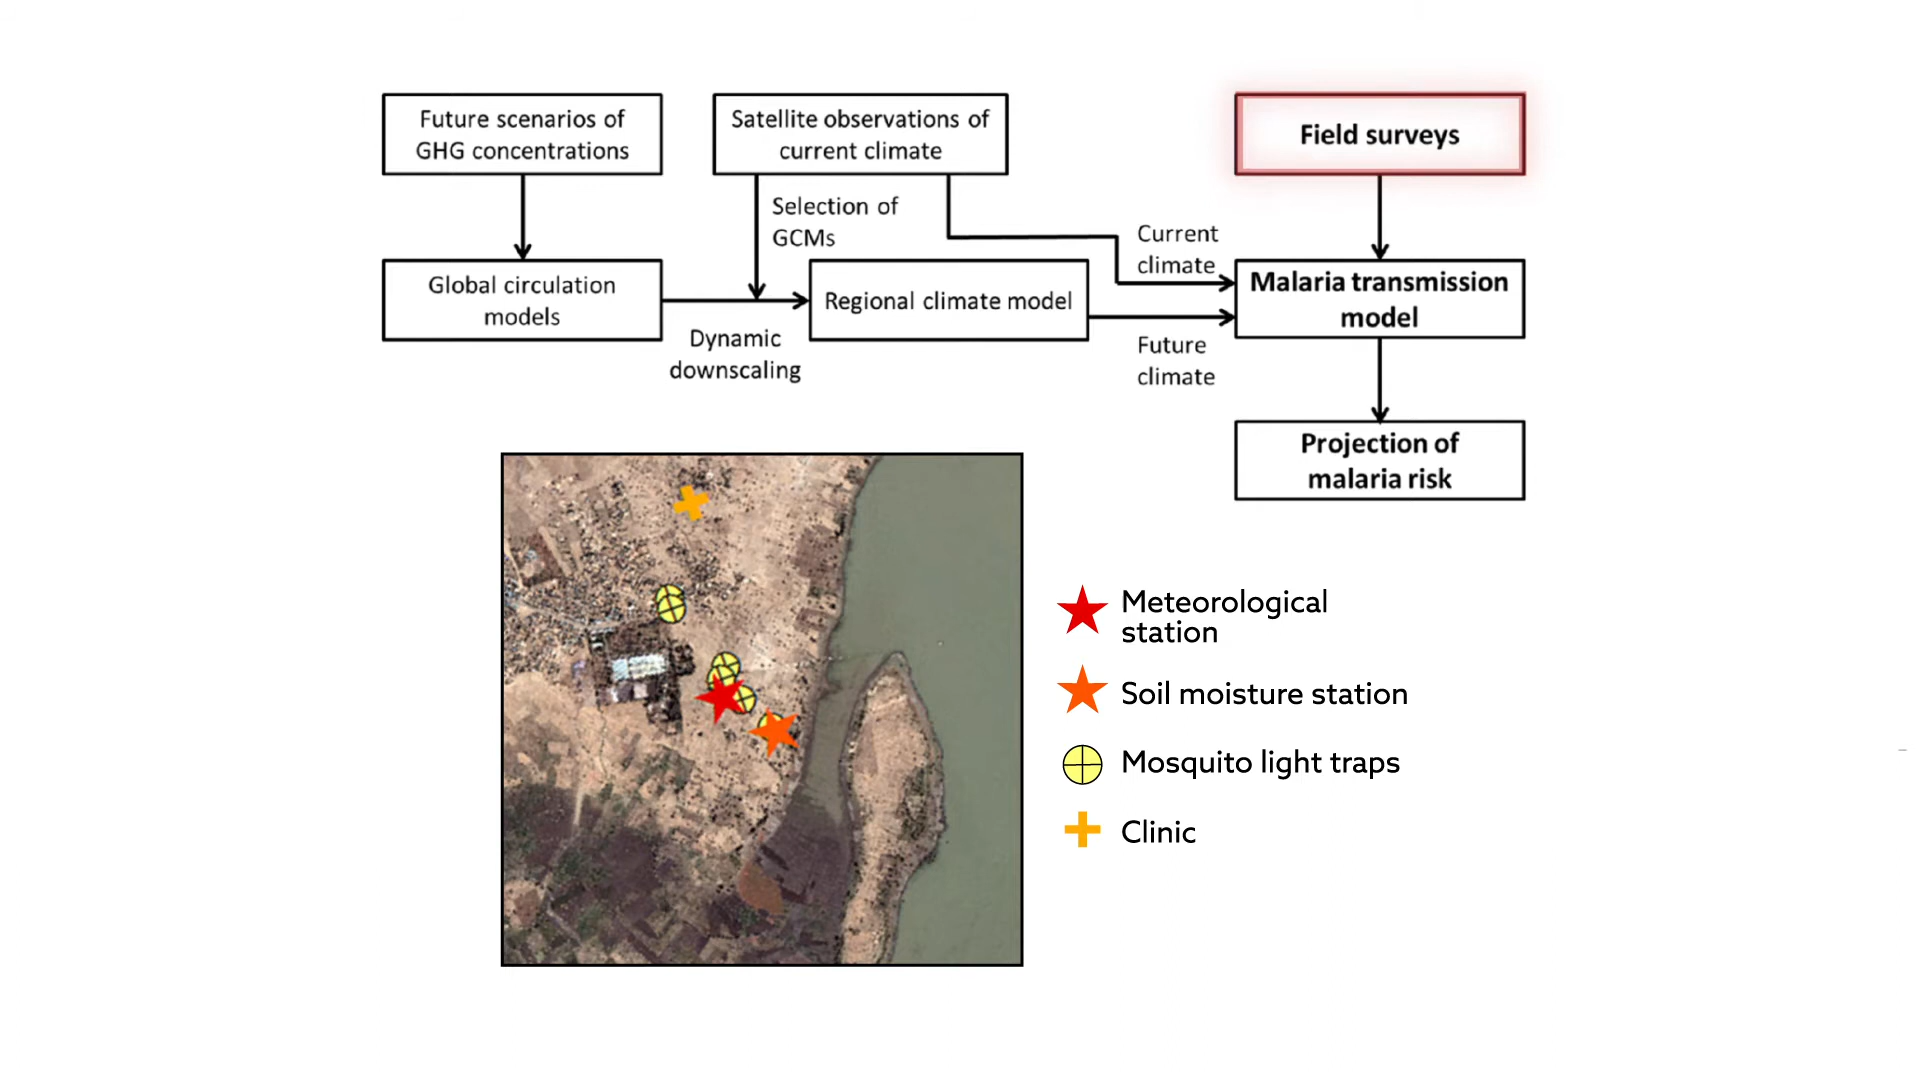 Future scenarios of
GHG concentrations
Satellite observations of
current climate
Field surveys
Selection of
GCMs
Current
climate
Global circulation
models
Regional climate model
Malaria transmission
model
Dynamic
downscaling
Future
climate
Projection of
malaria risk
Meteorological
station
Soil moisture station
Mosquito light traps
Clinic